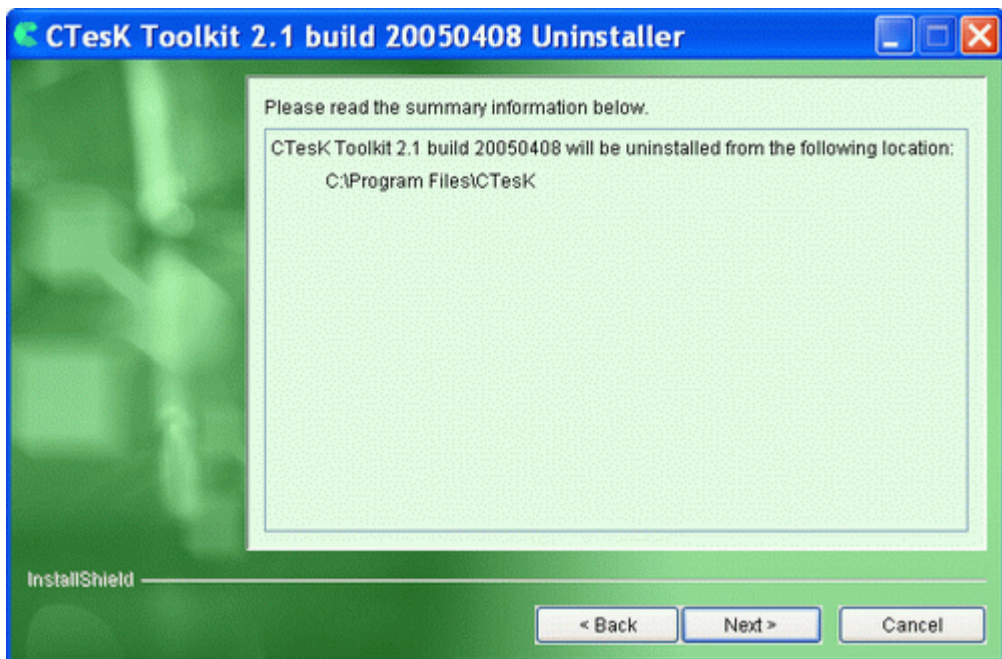 CTesK Toolkit 2.1 build 20050408 Uninstaller
Please read the summary information below.
CTesK Toolkit 2.1 build 20050408 will be uninstalled from the following location:
C:\Program Files\CTesK
InstallShield
< Back
Next >
Cancel